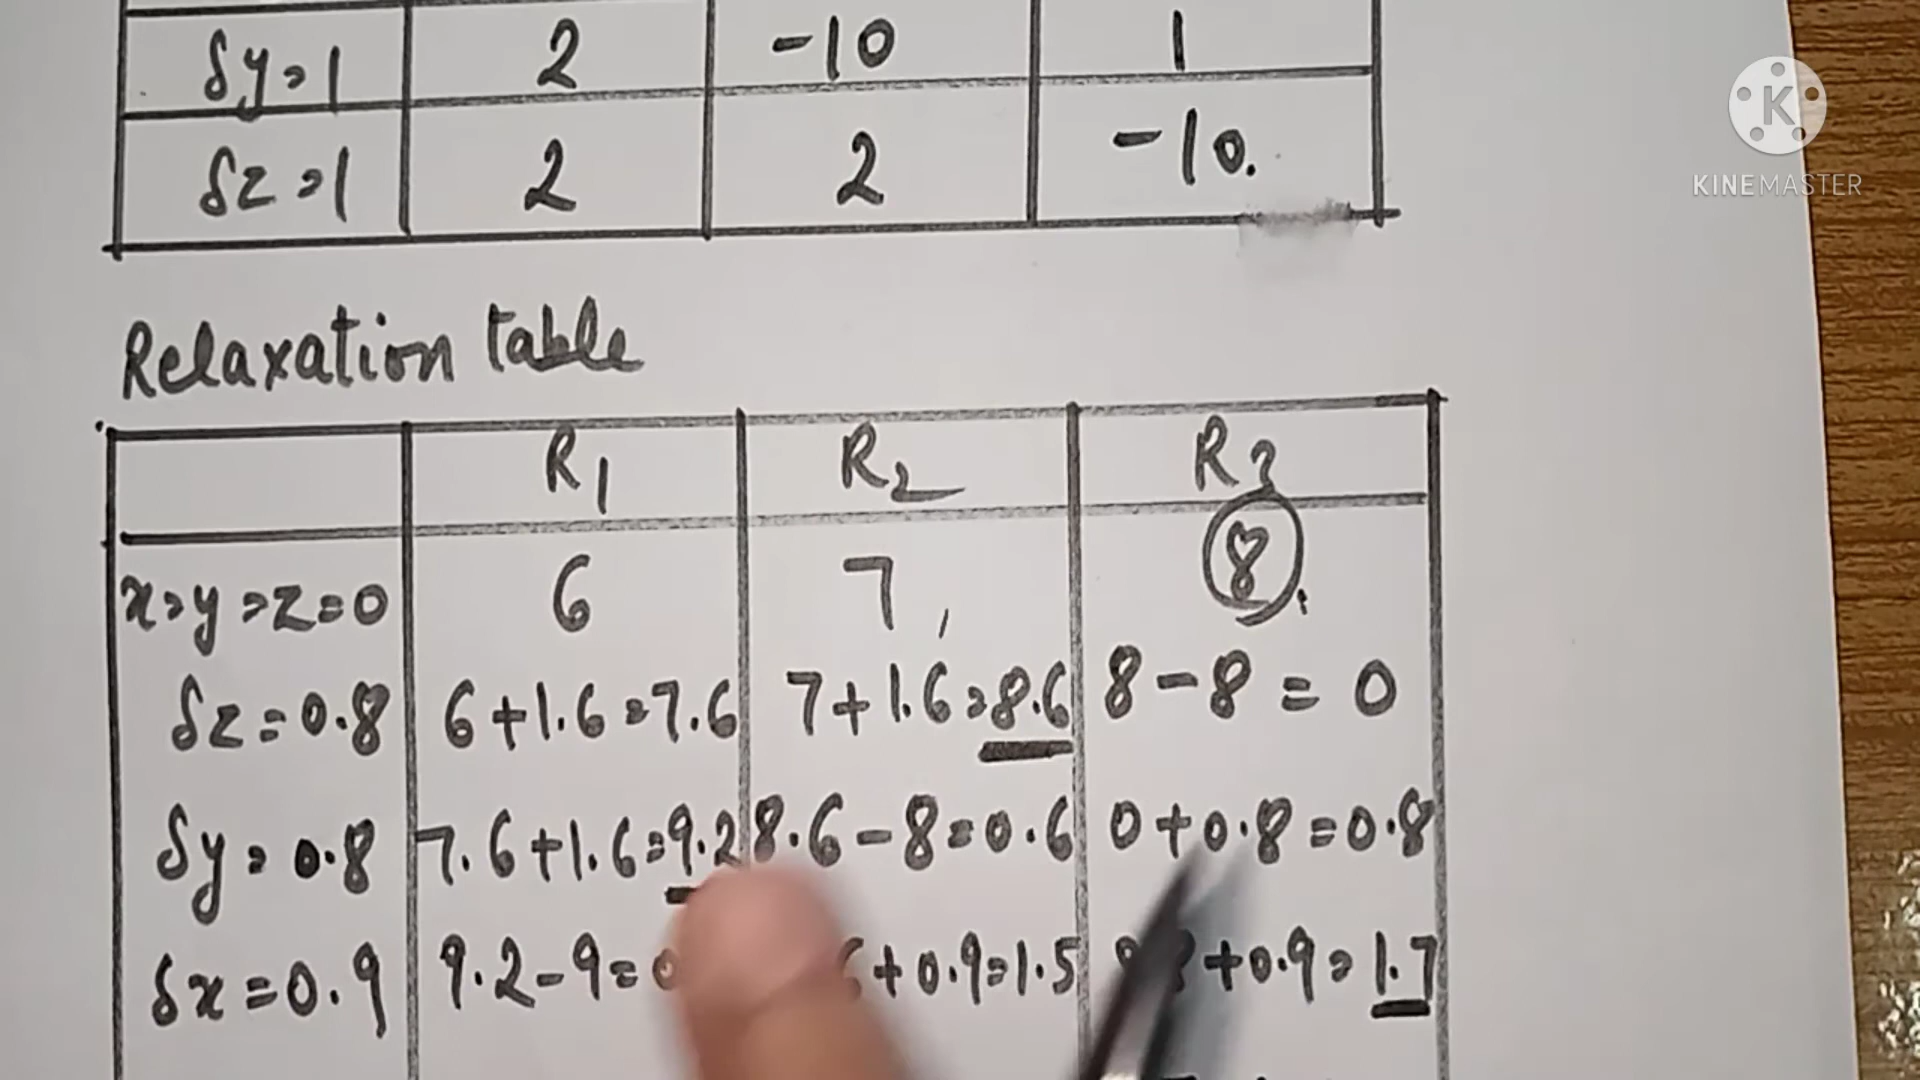 δy=1 2 -10 1
δz=1 2 2 -10.
K
KINEMASTER
Relaxation table
R1 R2 R3
x=y=z=0 6 7, 8
δz=0.8 6+1.6=7.6 7+1.6=8.6 8-8=0
δy=0.8 7.6+1.6=9.2 8.6-8=0.6 0+0.8=0.8
δx=0.9 9.2-9= +0.9=1.5 +0.9=1.7